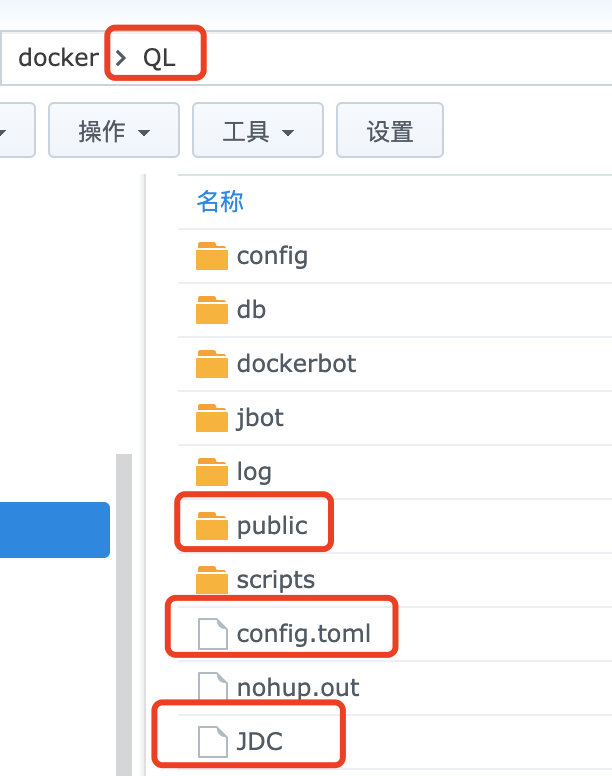 docker > QL
操作 工具 设置
名称
config
db
dockerbot
jbot
log
public
scripts
config.toml
nohup.out
JDC